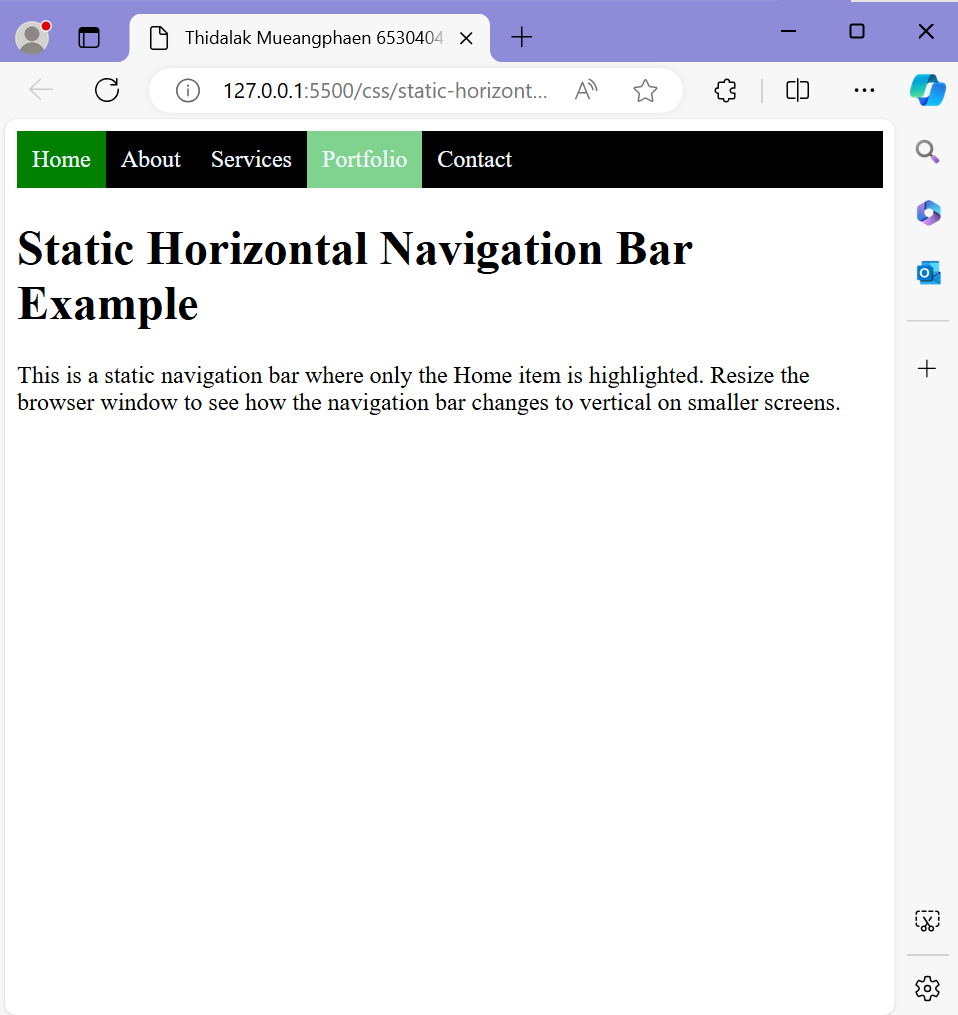 Thidalak Mueangphaen 6530404
127.0.0.1:5500/css/static-horizont...
Home About Services Portfolio Contact
Static Horizontal Navigation Bar
Example
This is a static navigation bar where only the Home item is highlighted. Resize the
browser window to see how the navigation bar changes to vertical on smaller screens.